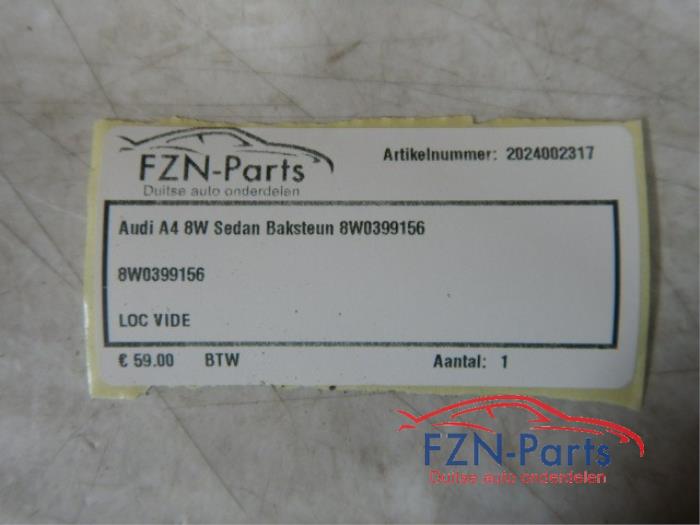 FZN-Parts
Duitse auto onderdelen
Artikelnummer: 2024002317
Audi A4 8W Sedan Baksteun 8W0399156
8W0399156
LOC VIDE
€ 59.00 BTW Aantal: 1
FZN-Parts
Duitse auto onderdelen